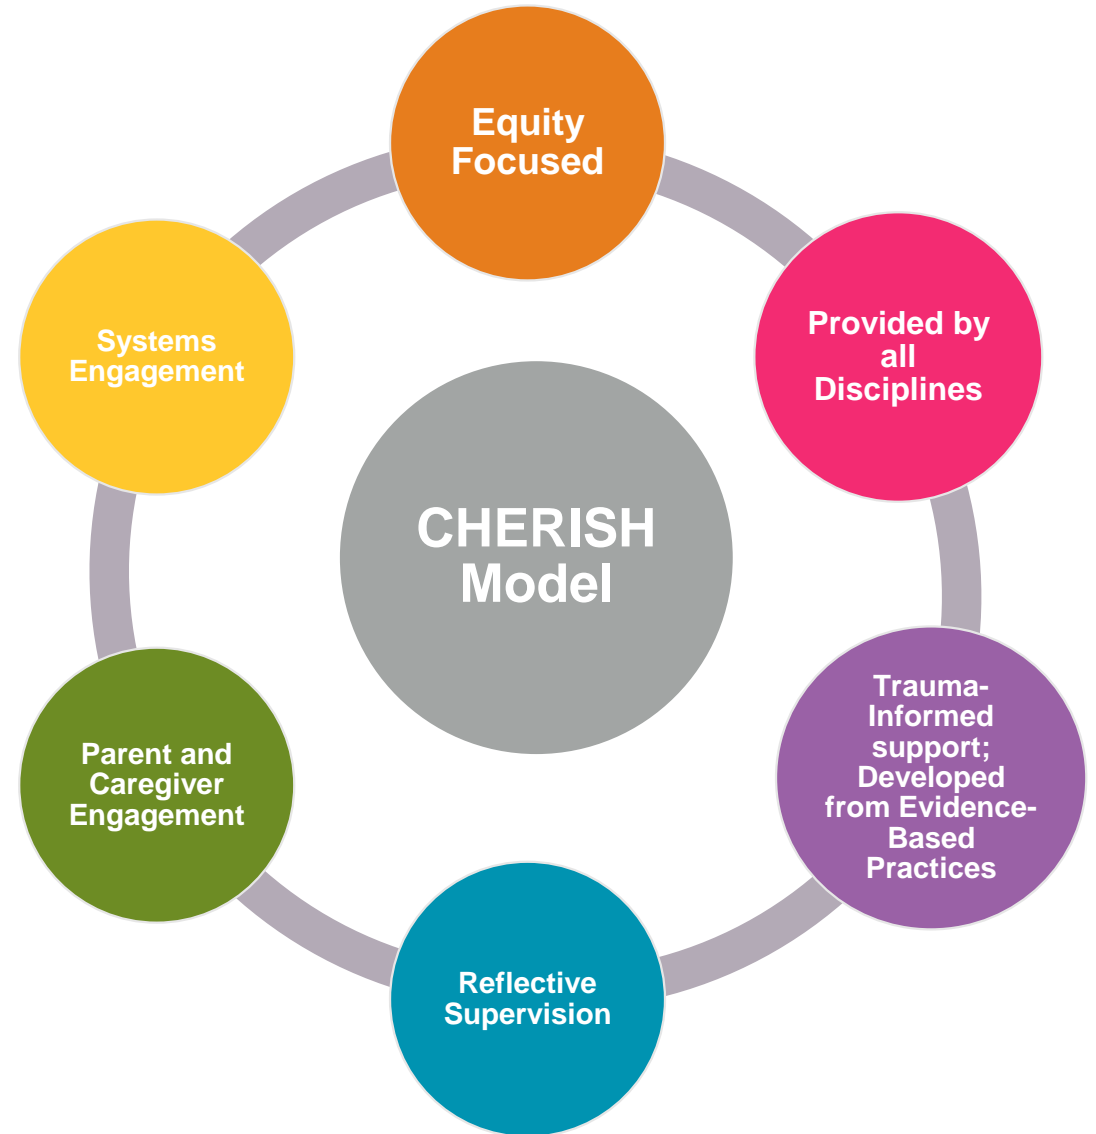 Equity
Focused
Provided by
all
Disciplines
Trauma-
Informed
support;
Developed
from Evidence-
Based
Practices
Reflective
Supervision
Parent and
Caregiver
Engagement
Systems
Engagement
CHERISH
Model